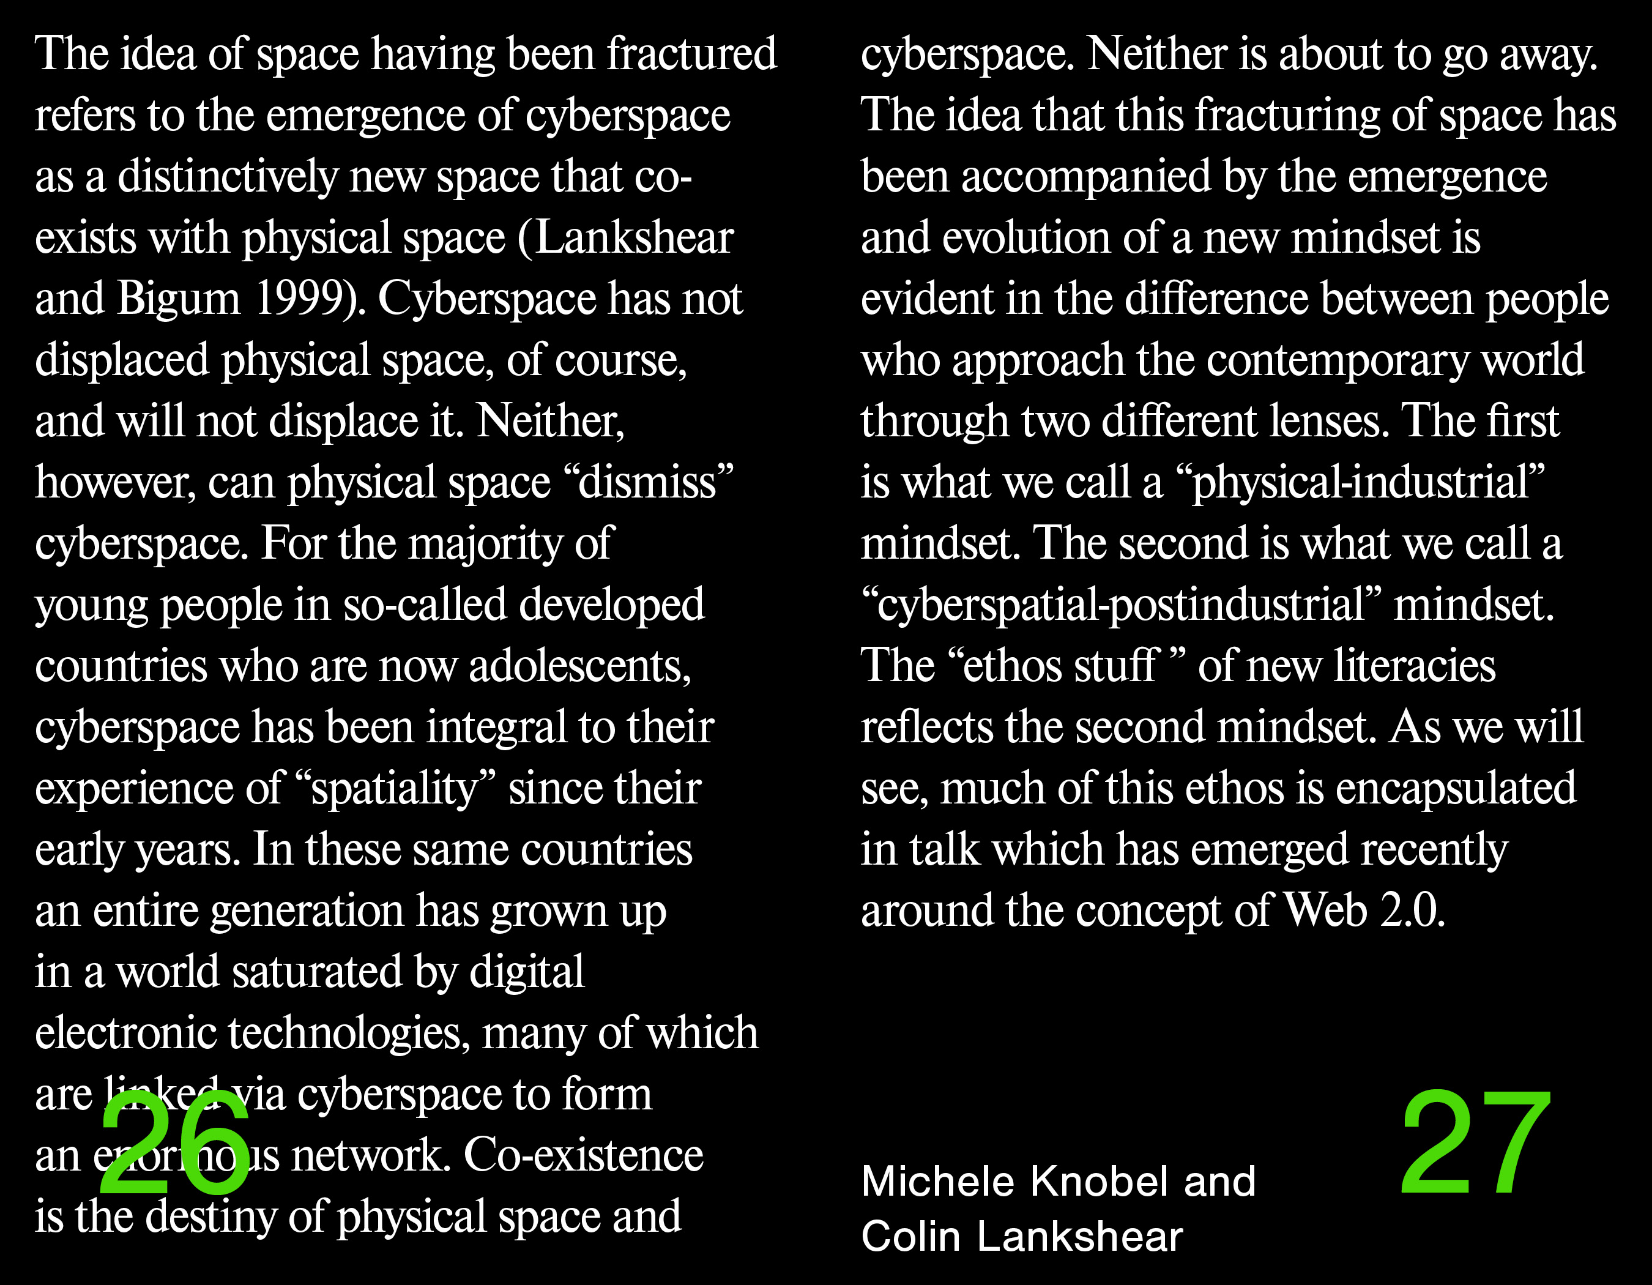 The idea of space having been fractured
refers to the emergence of cyberspace
as a distinctively new space that co-
exists with physical space (Lankshear
and Bigum 1999). Cyberspace has not
displaced physical space, of course,
and will not displace it. Neither,
however, can physical space “dismiss”
cyberspace. For the majority of
young people in so-called developed
countries who are now adolescents,
cyberspace has been integral to their
experience of “spatiality” since their
early years. In these same countries
an entire generation has grown up
in a world saturated by digital
electronic technologies, many of which
are linked via cyberspace to form
an enormous network. Co-existence
is the destiny of physical space and
26
cyberspace. Neither is about to go away.
The idea that this fracturing of space has
been accompanied by the emergence
and evolution of a new mindset is
evident in the difference between people
who approach the contemporary world
through two different lenses. The first
is what we call a “physical-industrial”
mindset. The second is what we call a
“cyberspatial-postindustrial” mindset.
The “ethos stuff ” of new literacies
reflects the second mindset. As we will
see, much of this ethos is encapsulated
in talk which has emerged recently
around the concept of Web 2.0.
Michele Knobel and
Colin Lankshear
27